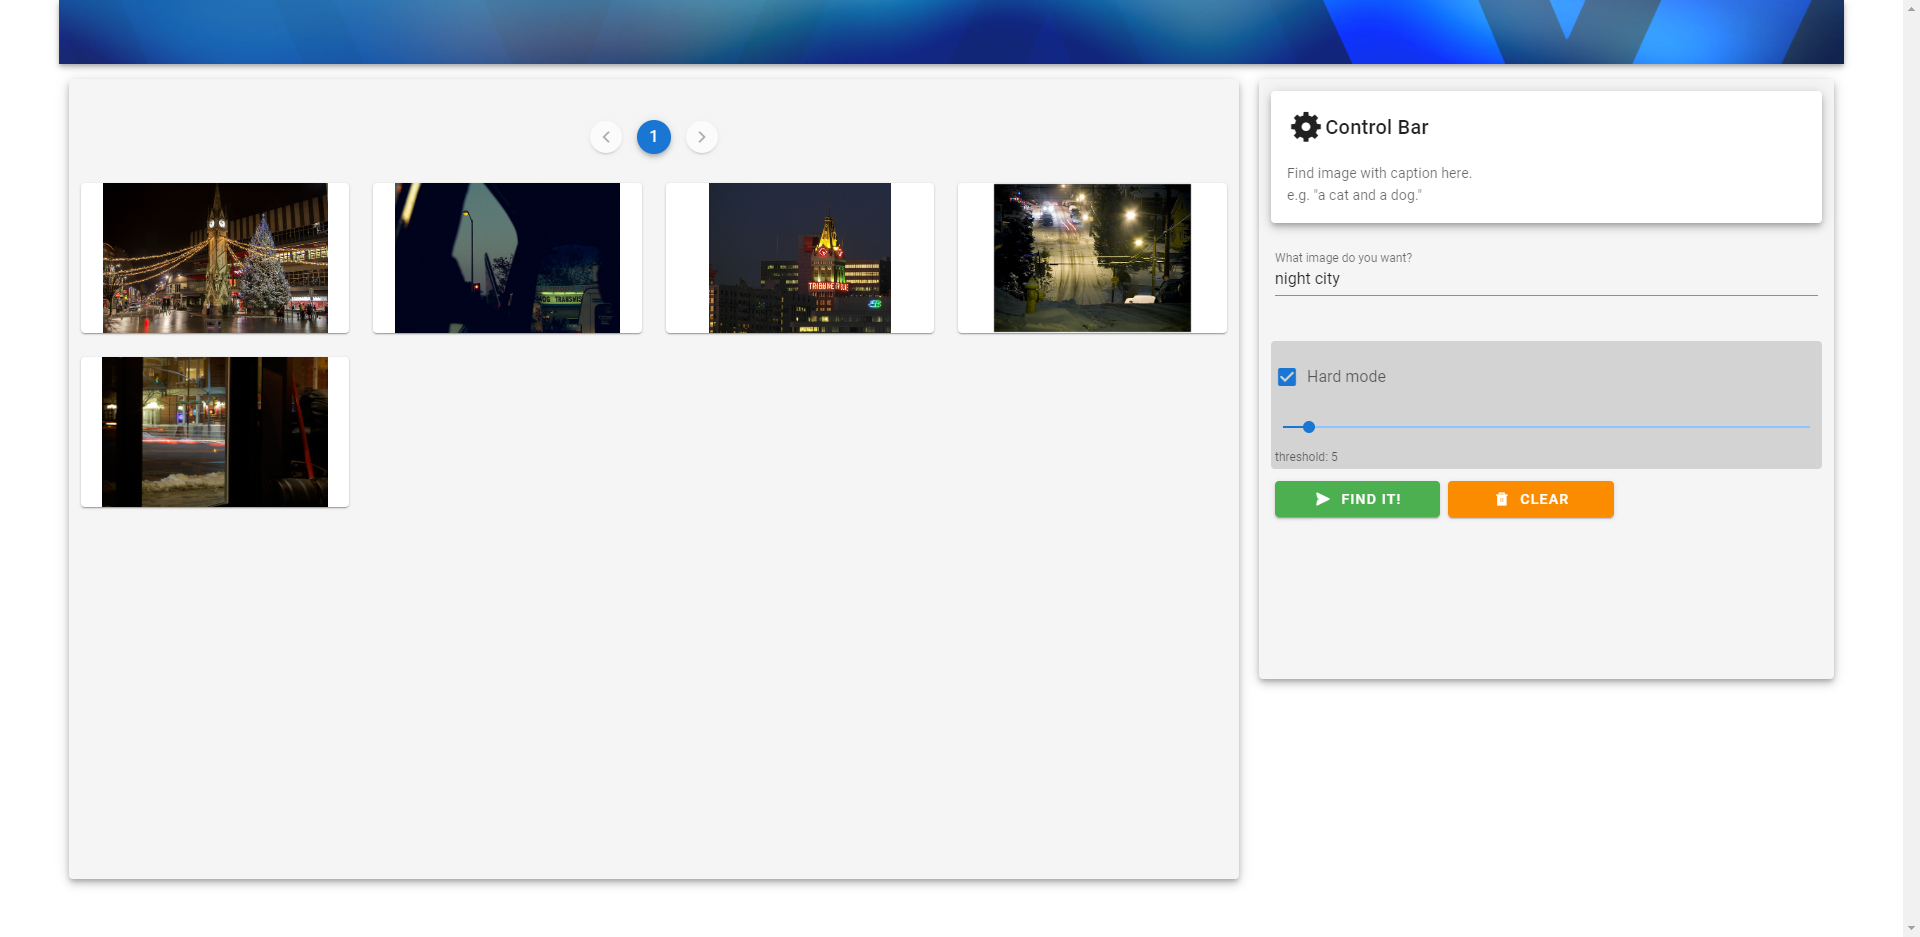 1
TRIBUNE
Control Bar
Find image with caption here.
e.g. "a cat and a dog."
What image do you want?
night city
Hard mode
threshold: 5
FIND IT!
CLEAR